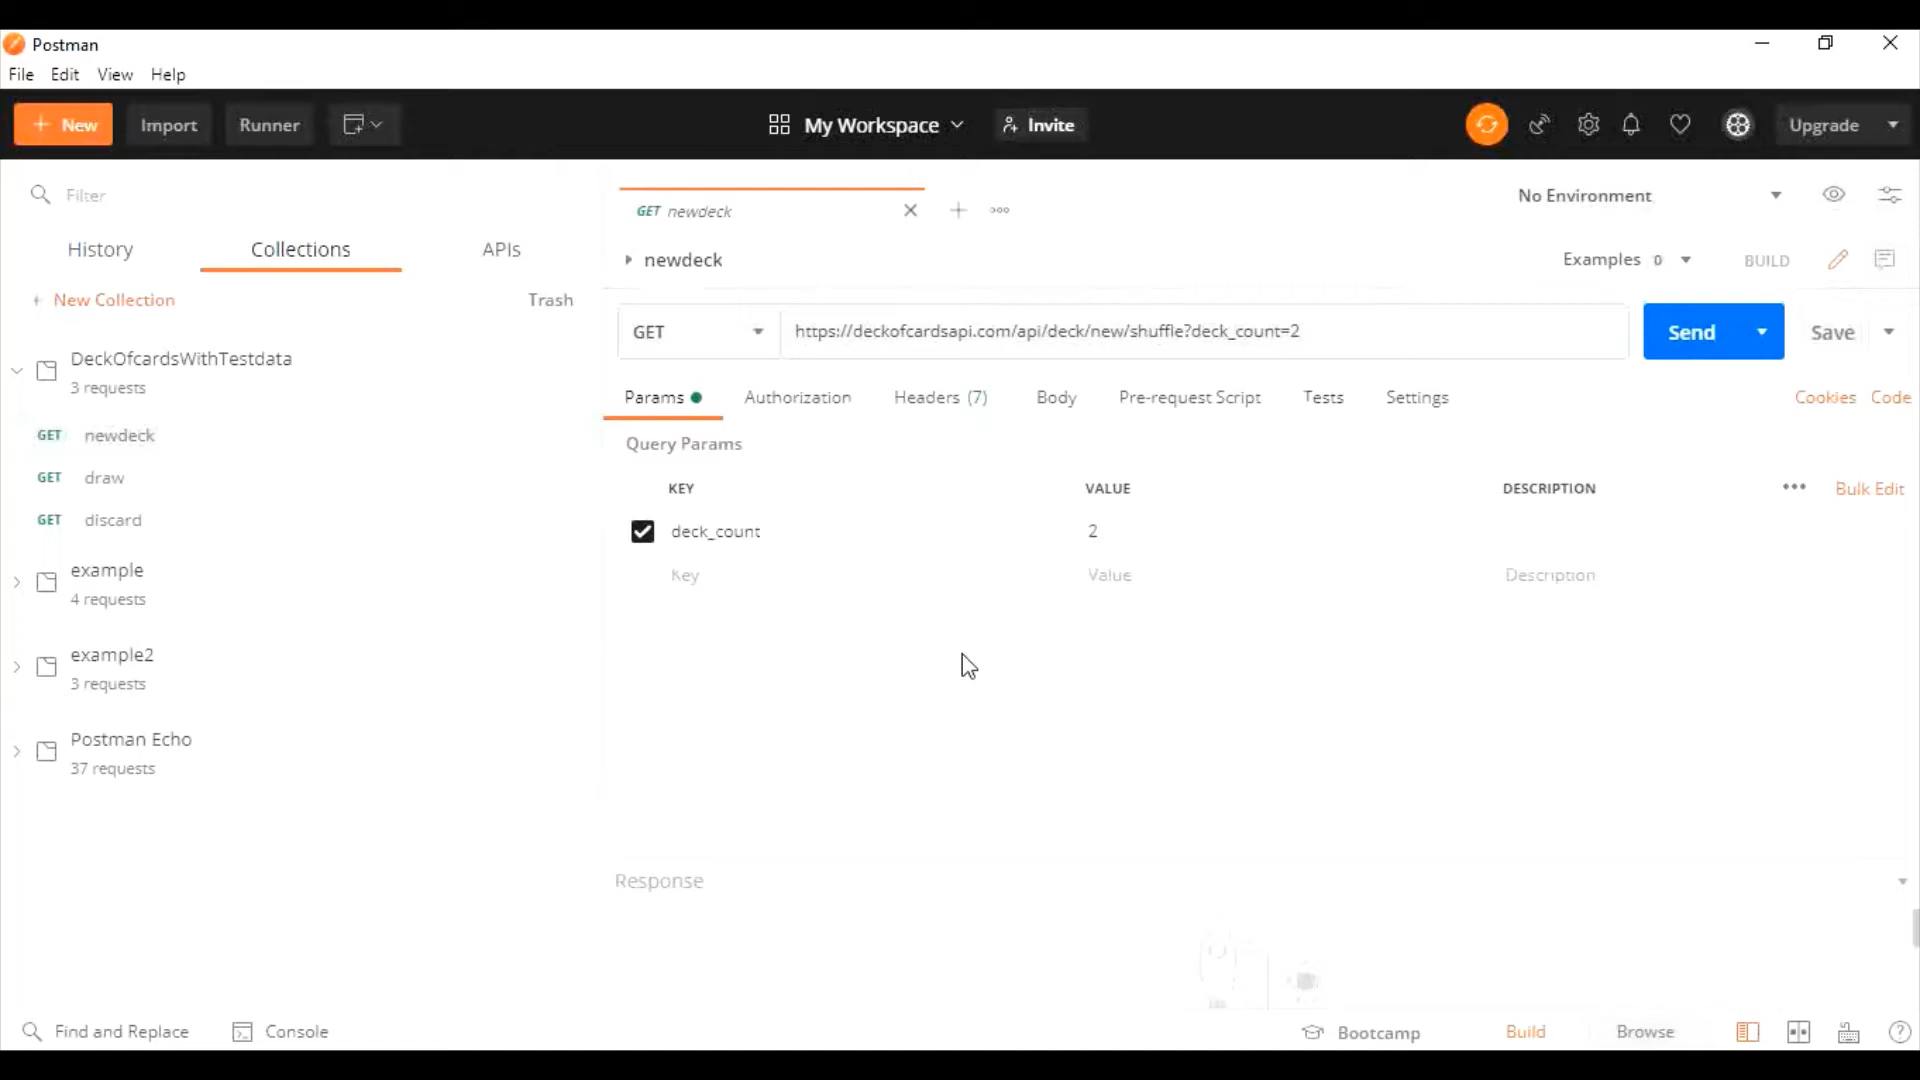 Postman
File Edit View Help
+ New Import Runner My Workspace Invite Upgrade
Filter
History Collections APIs
+ New Collection Trash
DeckOfcardsWithTestdata
3 requests
GET newdeck
GET draw
GET discard
example
4 requests
example2
3 requests
Postman Echo
37 requests
GET newdeck
No Environment
newdeck
Examples 0 BUILD
GET https://deckofcardsapi.com/api/deck/new/shuffle?deck_count=2 Send Save
Params Authorization Headers (7) Body Pre-request Script Tests Settings Cookies Code
Query Params
KEY VALUE DESCRIPTION Bulk Edit
deck_count 2
Key Value Description
Response
Find and Replace Console Bootcamp Build Browse